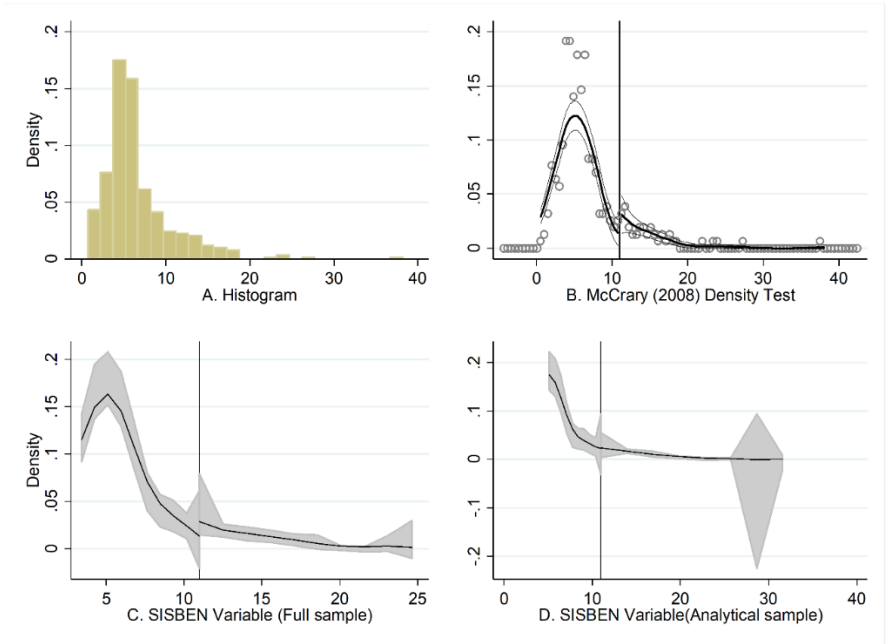 Density
.2
.15
.1
.05
0
0 10 20 30 40
A. Histogram
.15
.1
.05
0
0 10 20 30 40
B. McCrary (2008) Density Test
Density
.2
.15
.1
.05
0
5 10 15 20 25
C. SISBEN Variable (Full sample)
.2
.1
0
-.1
-.2
0 10 20 30 40
D. SISBEN Variable(Analytical sample)